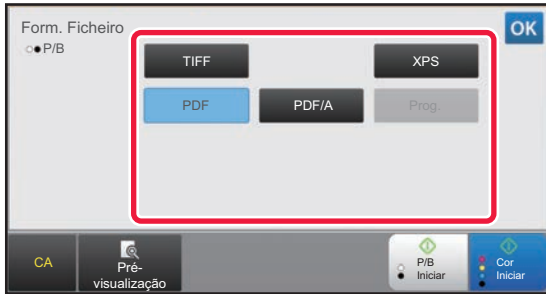 Form. Ficheiro
P/B
OK
TIFF
XPS
PDF
PDF/A
Prog.
CA
Pré-
visualização
P/B
Iniciar
Cor
Iniciar